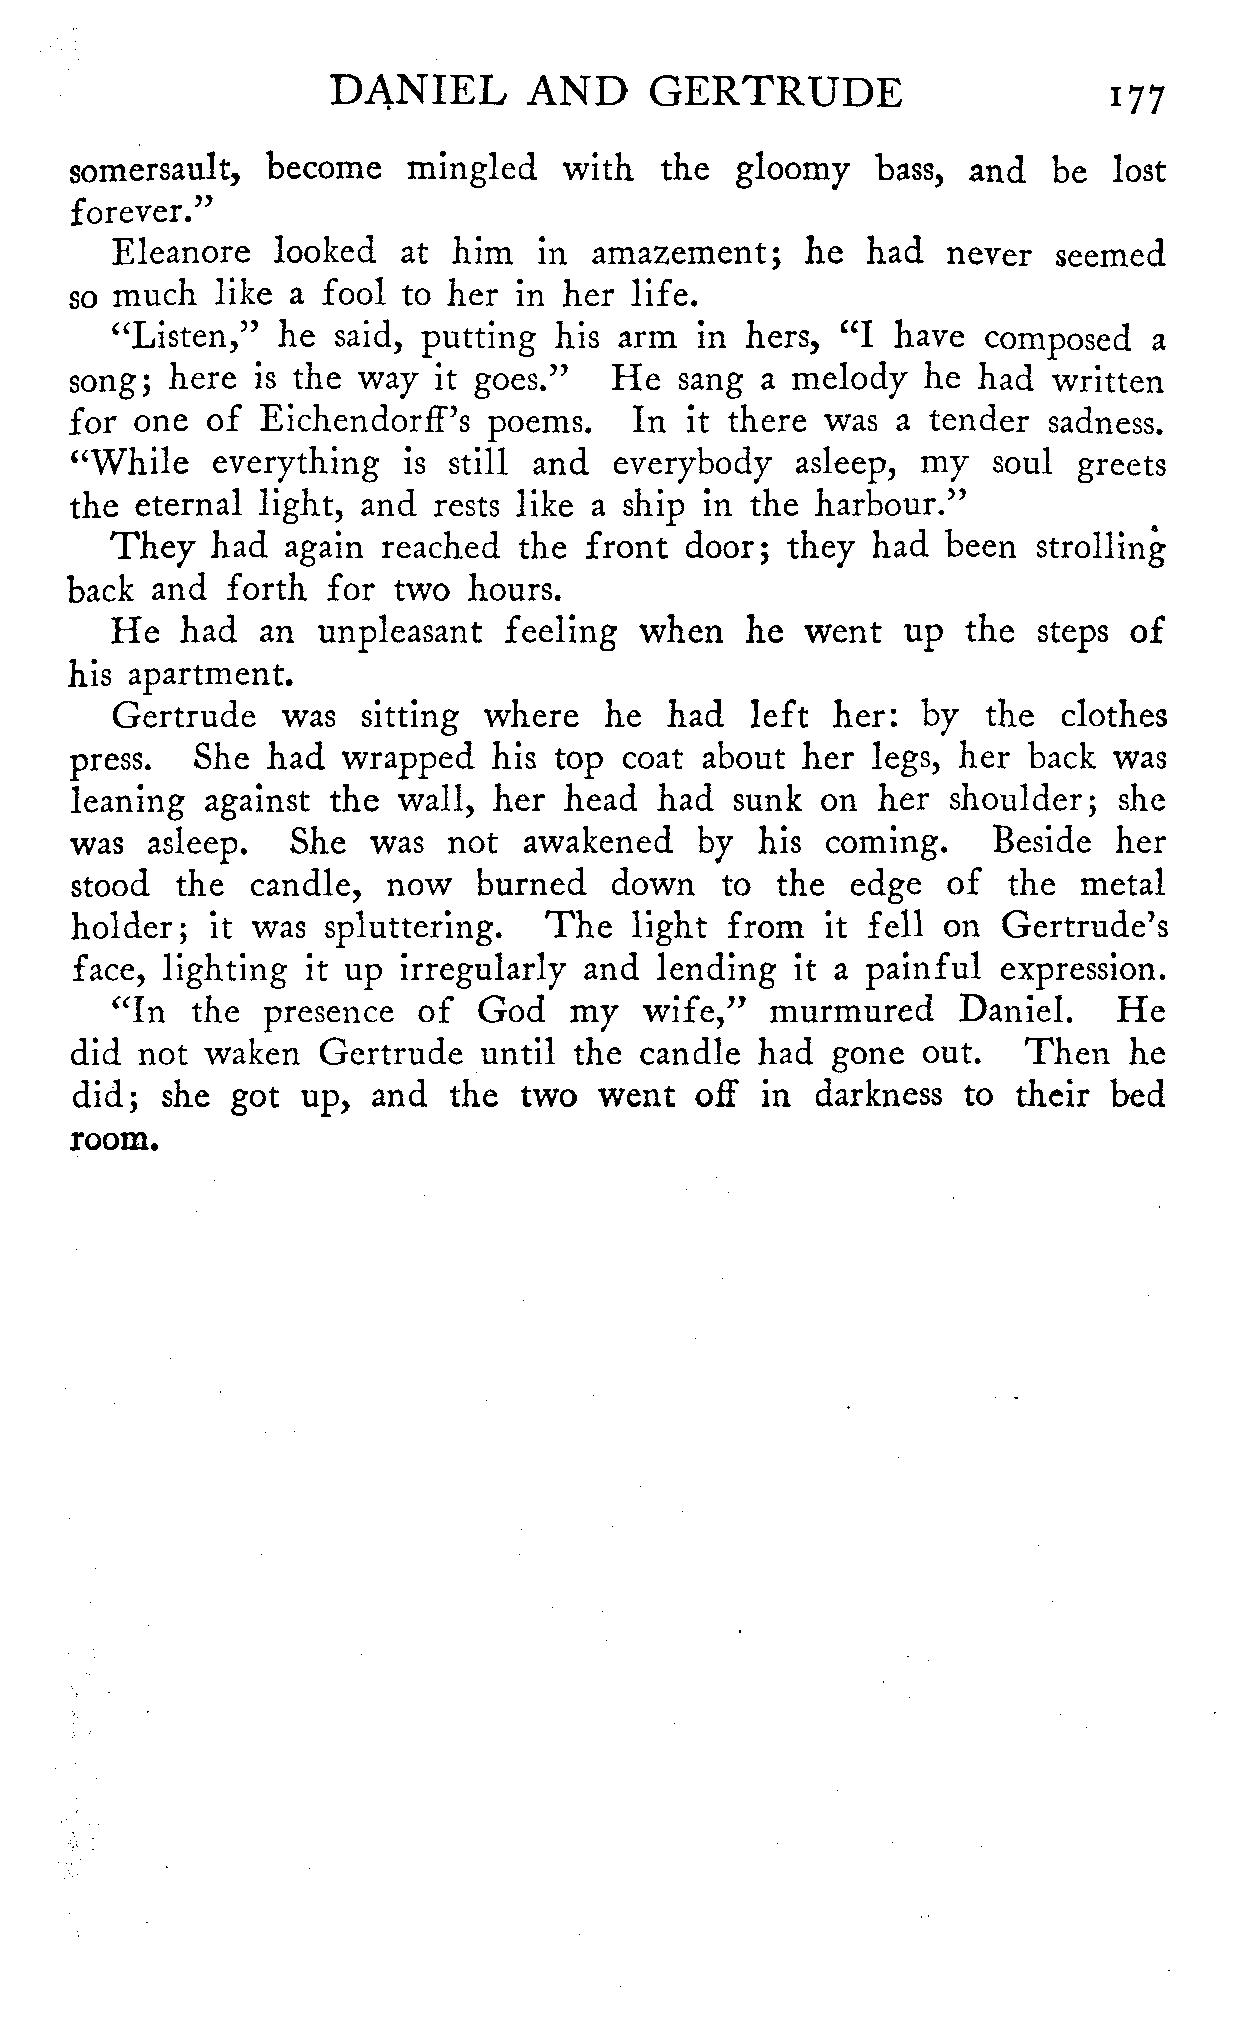 DANIEL AND GERTRUDE 177
somersault, become mingled with the gloomy bass, and be lost
forever.”
Eleanore looked at him in amazement; he had never seemed
so much like a fool to her in her life.
“Listen,” he said, putting his arm in hers, “I have composed a
song; here is the way it goes.” He sang a melody he had written
for one of Eichendorff’s poems. In it there was a tender sadness.
“While everything is still and everybody asleep, my soul greets
the eternal light, and rests like a ship in the harbour.”
They had again reached the front door; they had been strolling
back and forth for two hours.
He had an unpleasant feeling when he went up the steps of
his apartment.
Gertrude was sitting where he had left her: by the clothes
press. She had wrapped his top coat about her legs, her back was
leaning against the wall, her head had sunk on her shoulder; she
was asleep. She was not awakened by his coming. Beside her
stood the candle, now burned down to the edge of the metal
holder; it was spluttering. The light from it fell on Gertrude’s
face, lighting it up irregularly and lending it a painful expression.
“In the presence of God my wife,” murmured Daniel. He
did not waken Gertrude until the candle had gone out. Then he
did; she got up, and the two went off in darkness to their bed
room.